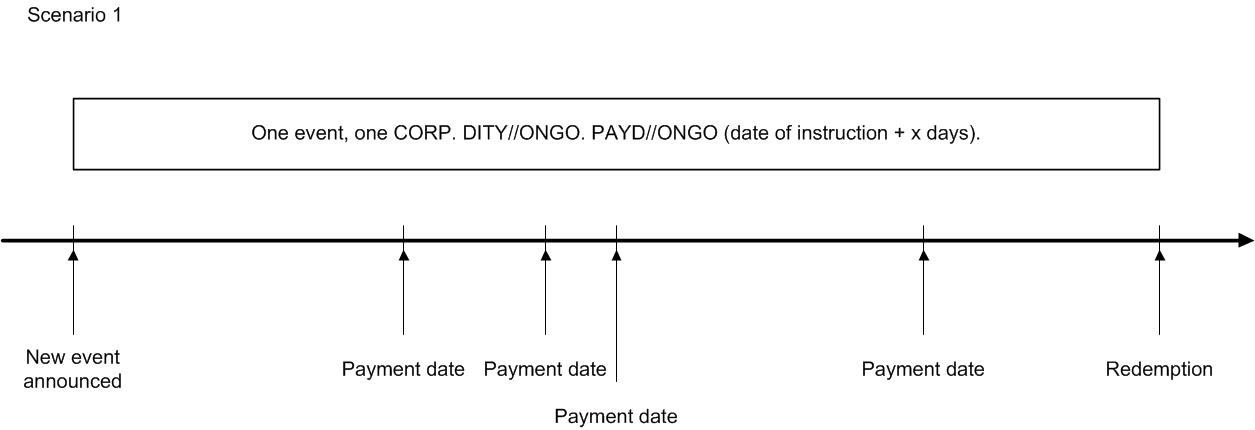 Scenario 1
One event, one CORP. DITY//ONGO. PAYD//ONGO (date of instruction + x days).
New event
announced
Payment date
Payment date
Payment date
Payment date
Redemption